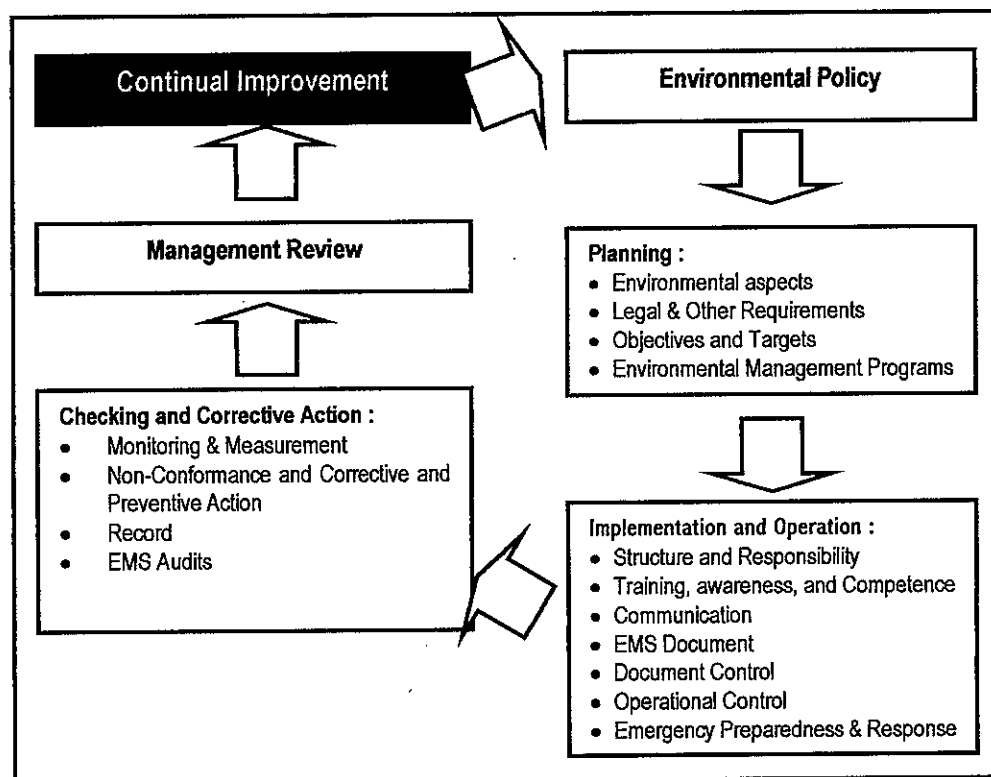 Continual Improvement
Environmental Policy
Management Review
Planning :
• Environmental aspects
• Legal & Other Requirements
• Objectives and Targets
• Environmental Management Programs
Checking and Corrective Action :
• Monitoring & Measurement
• Non-Conformance and Corrective and
Preventive Action
• Record
• EMS Audits
Implementation and Operation :
• Structure and Responsibility
• Training, awareness, and Competence
• Communication
• EMS Document
• Document Control
• Operational Control
• Emergency Preparedness & Response